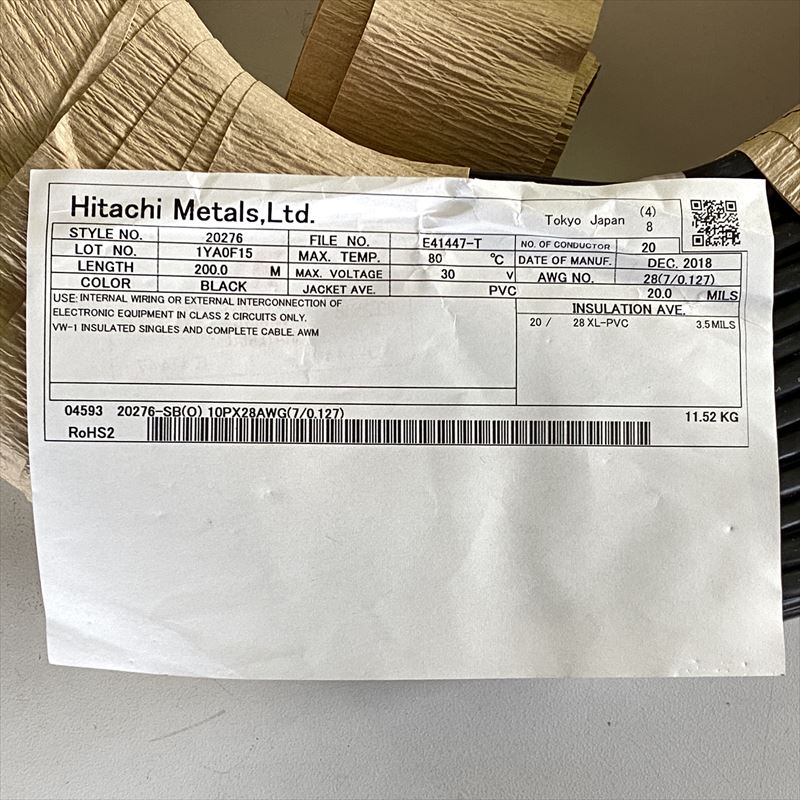 Hitachi Metals,Ltd. Tokyo Japan (4) 8
STYLE NO. 20276 FILE NO. E41447-T NO. OF CONDUCTOR 20
LOT NO. 1YA0F15 MAX. TEMP. 80 ℃ DATE OF MANUF. DEC. 2018
LENGTH 200.0 M MAX. VOLTAGE 30 V AWG NO. 28(7/0.127)
COLOR BLACK JACKET AVE. PVC 20.0 MILS
USE: INTERNAL WIRING OR EXTERNAL INTERCONNECTION OF
ELECTRONIC EQUIPMENT IN CLASS 2 CIRCUITS ONLY.
VW-1 INSULATED SINGLES AND COMPLETE CABLE. AWM
INSULATION AVE.
20 / 28 XL-PVC 3.5 MILS
04593 20276-SB(O) 10PX28AWG(7/0.127) 11.52 KG
RoHS2